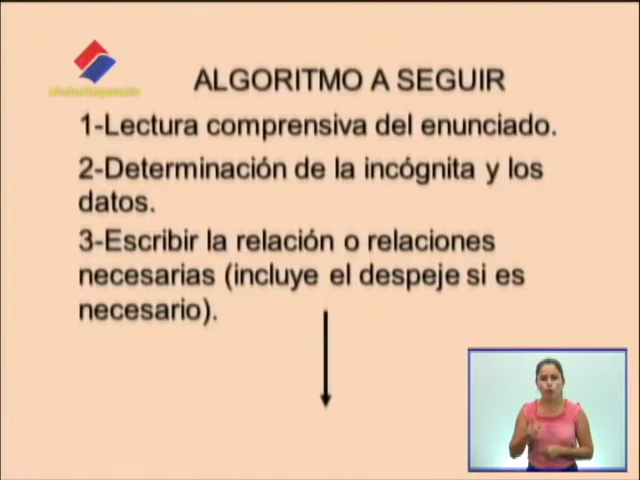 ALGORITMO A SEGUIR
1-Lectura comprensiva del enunciado.
2-Determinación de la incógnita y los
datos.
3-Escribir la relación o relaciones
necesarias (incluye el despeje si es
necesario).